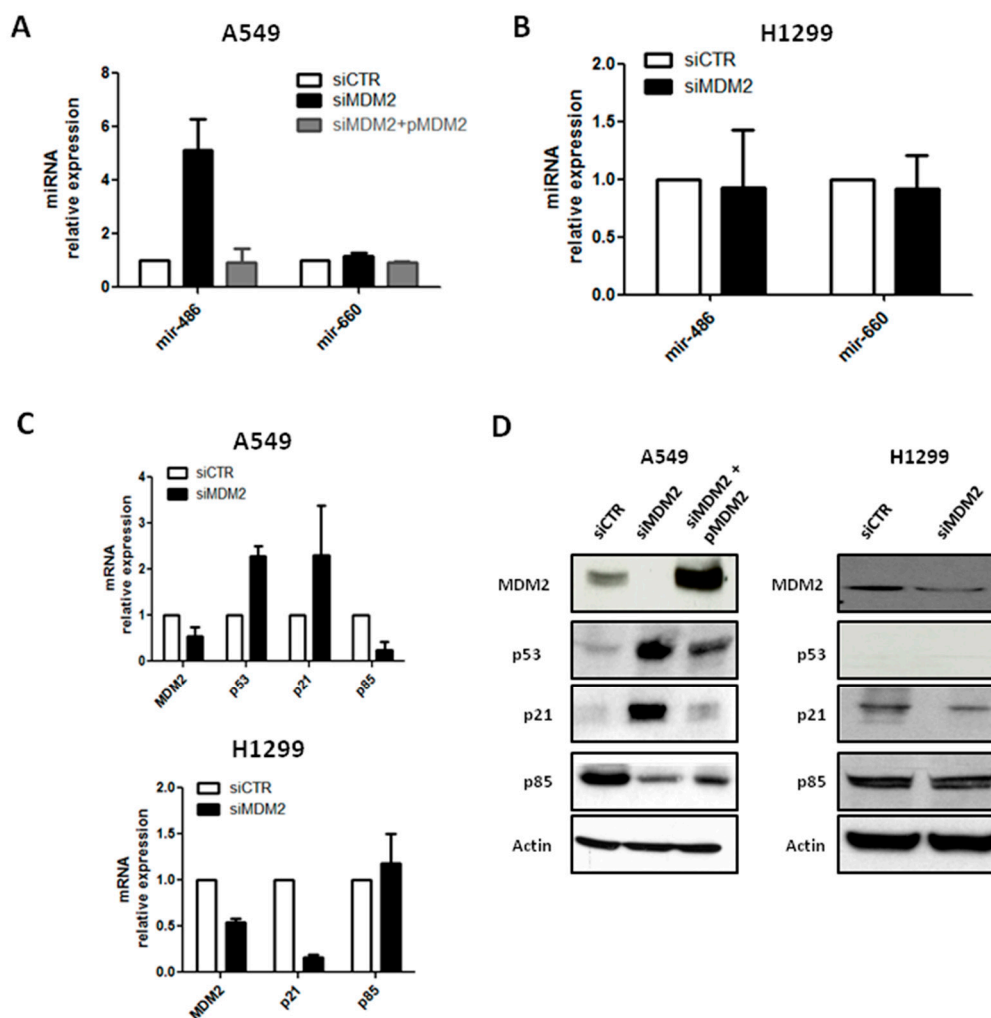 A
A549
siCTR
siMDM2
siMDM2+pMDM2
miRNA
relative expression
8
6
4
2
0
mir-486
mir-660
B
H1299
siCTR
siMDM2
miRNA
relative expression
2.0
1.5
1.0
0.5
0.0
mir-486
mir-660
C
A549
siCTR
siMDM2
mRNA
relative expression
4
3
2
1
0
MDM2
p53
p21
p85
H1299
siCTR
siMDM2
mRNA
relative expression
2.0
1.5
1.0
0.5
0.0
MDM2
p21
p85
D
A549
siCTR
siMDM2
siMDM2 +
pMDM2
MDM2
p53
p21
p85
Actin
H1299
siCTR
siMDM2
MDM2
p53
p21
p85
Actin